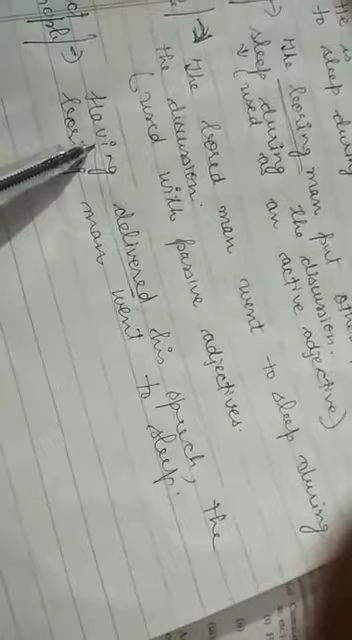 to sleep during
The boring man put
sleep during the discussion.
(used as an active adjective)
→ The bored man went to sleep during
the discussion.
(used with passive adjectives.
Having delivered his speech, the
man went to sleep.